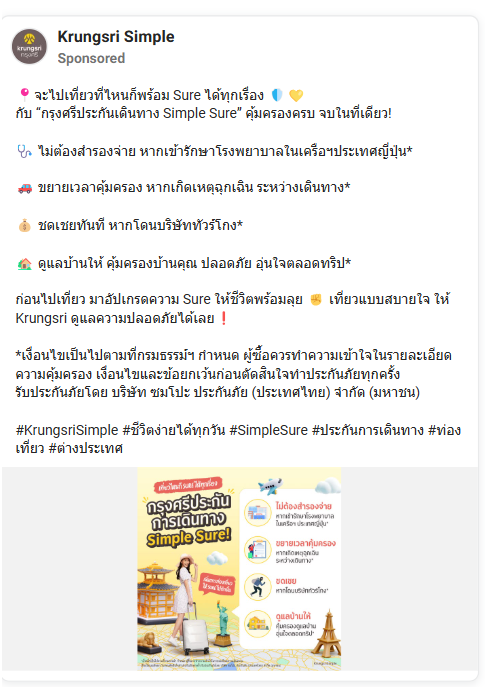 Krungsri Simple
Sponsored
krungsri
กรุงศรี
📍จะไปเที่ยวที่ไหนก็พร้อม Sure ได้ทุกเรื่อง 🛡️ 💛
กับ “กรุงศรีประกันเดินทาง Simple Sure” คุ้มครองครบ จบในที่เดียว!
🩺 ไม่ต้องสำรองจ่าย หากเข้ารักษาโรงพยาบาลในเครือฯประเทศญี่ปุ่น*
🚗 ขยายเวลาคุ้มครอง หากเกิดเหตุฉุกเฉิน ระหว่างเดินทาง*
💰 ชดเชยทันที หากโดนบริษัททัวร์โกง*
🏡 ดูแลบ้านให้ คุ้มครองบ้านคุณ ปลอดภัย อุ่นใจตลอดทริป*
ก่อนไปเที่ยว มาอัปเกรดความ Sure ให้ชีวิตพร้อมลุย ✊ เที่ยวแบบสบายใจ ให้
Krungsri ดูแลความปลอดภัยได้เลย❗
*เงื่อนไขเป็นไปตามที่กรมธรรม์ฯ กำหนด ผู้ซื้อควรทำความเข้าใจในรายละเอียด
ความคุ้มครอง เงื่อนไขและข้อยกเว้นก่อนตัดสินใจทำประกันภัยทุกครั้ง
รับประกันภัยโดย บริษัท ซมโปะ ประกันภัย (ประเทศไทย) จำกัด (มหาชน)
#KrungsriSimple #ชีวิตง่ายได้ทุกวัน #SimpleSure #ประกันการเดินทาง #ท่อง
เที่ยว #ต่างประเทศ
เที่ยวไหนก็ Sure ได้ทุกเรื่อง
กรุงศรีประกัน
การเดินทาง
Simple Sure!
ไม่ต้องสำรองจ่าย
หากเข้ารักษาโรงพยาบาล
ในเครือฯ ประเทศญี่ปุ่น*
ขยายเวลาคุ้มครอง
หากเกิดเหตุฉุกเฉิน
ระหว่างเดินทาง*
ชดเชย
หากโดนบริษัททัวร์โกง*
ดูแลบ้านให้
คุ้มครองดูแลบ้าน
อุ่นใจตลอดทริป*